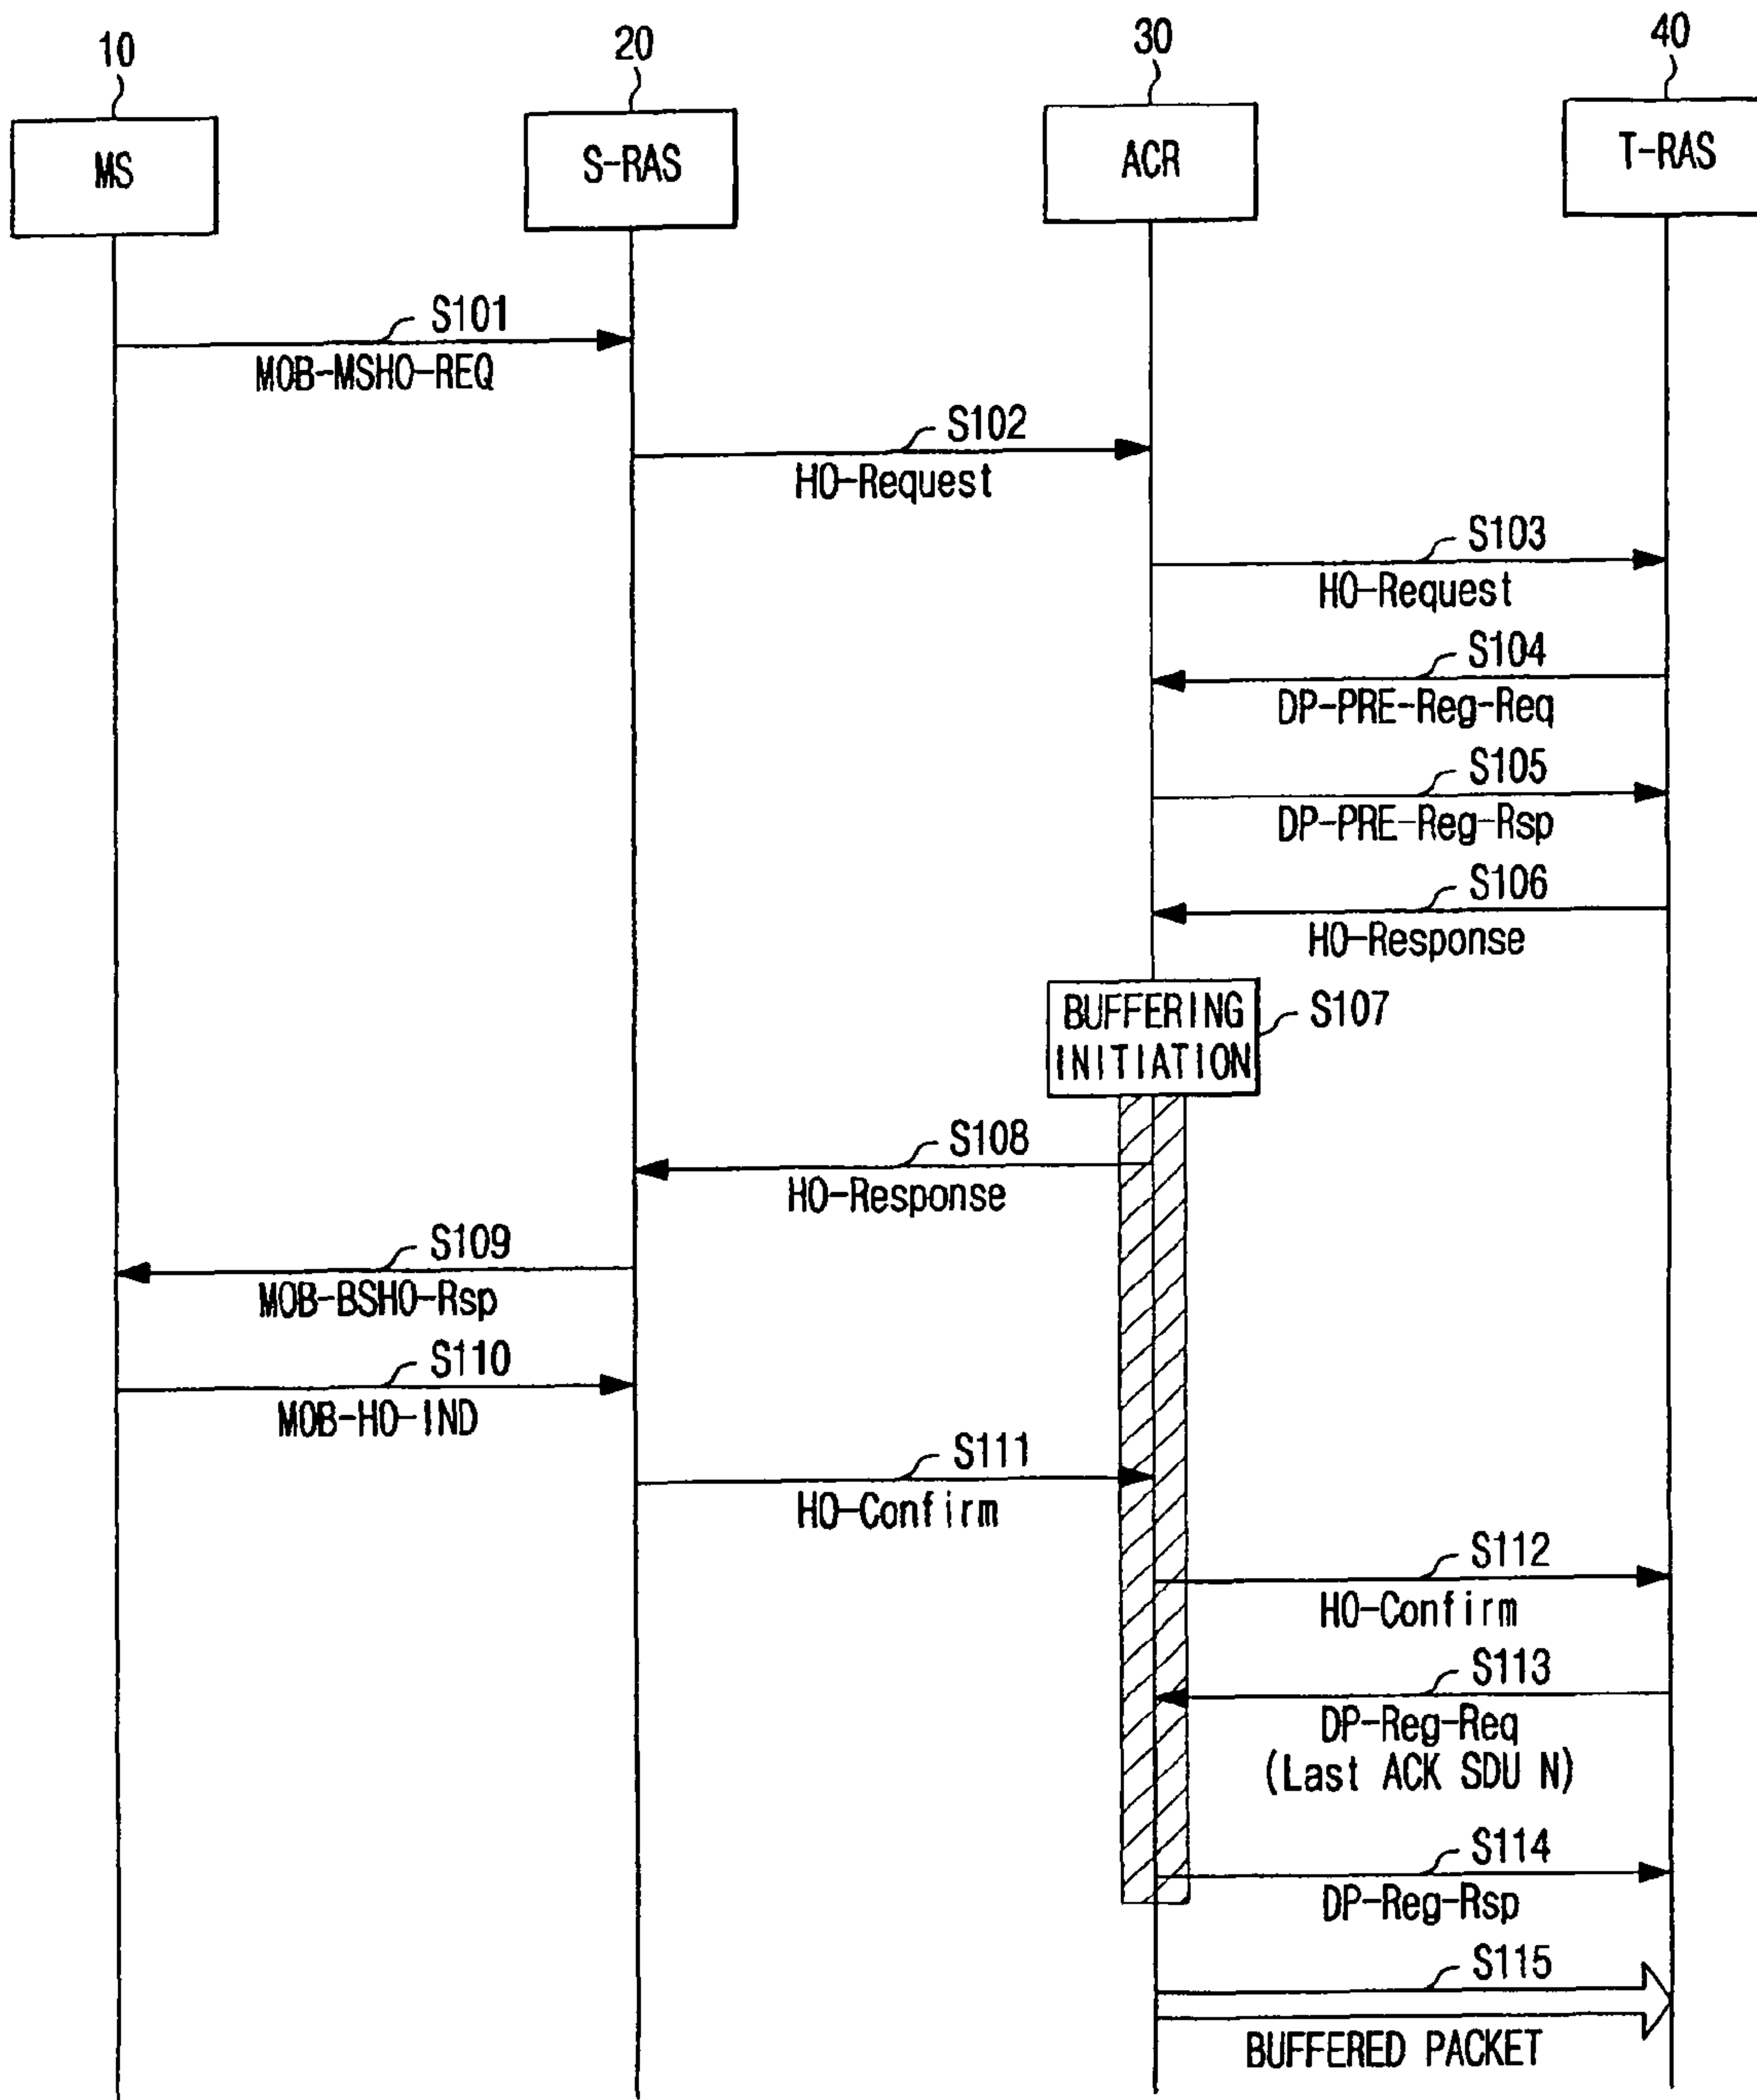 10
20
30
40
MS
S-RAS
ACR
T-RAS
S101
MOB-MSHO-REQ
S102
HO-Request
S103
HO-Request
S104
DP-PRE-Reg-Req
S105
DP-PRE-Reg-Rsp
S106
HO-Response
BUFFERING
INITIATION
S107
S108
HO-Response
S109
MOB-BSHO-Rsp
S110
MOB-HO-IND
S111
HO-Confirm
S112
HO-Confirm
S113
DP-Reg-Req
(Last ACK SDU N)
S114
DP-Reg-Rsp
S115
BUFFERED PACKET